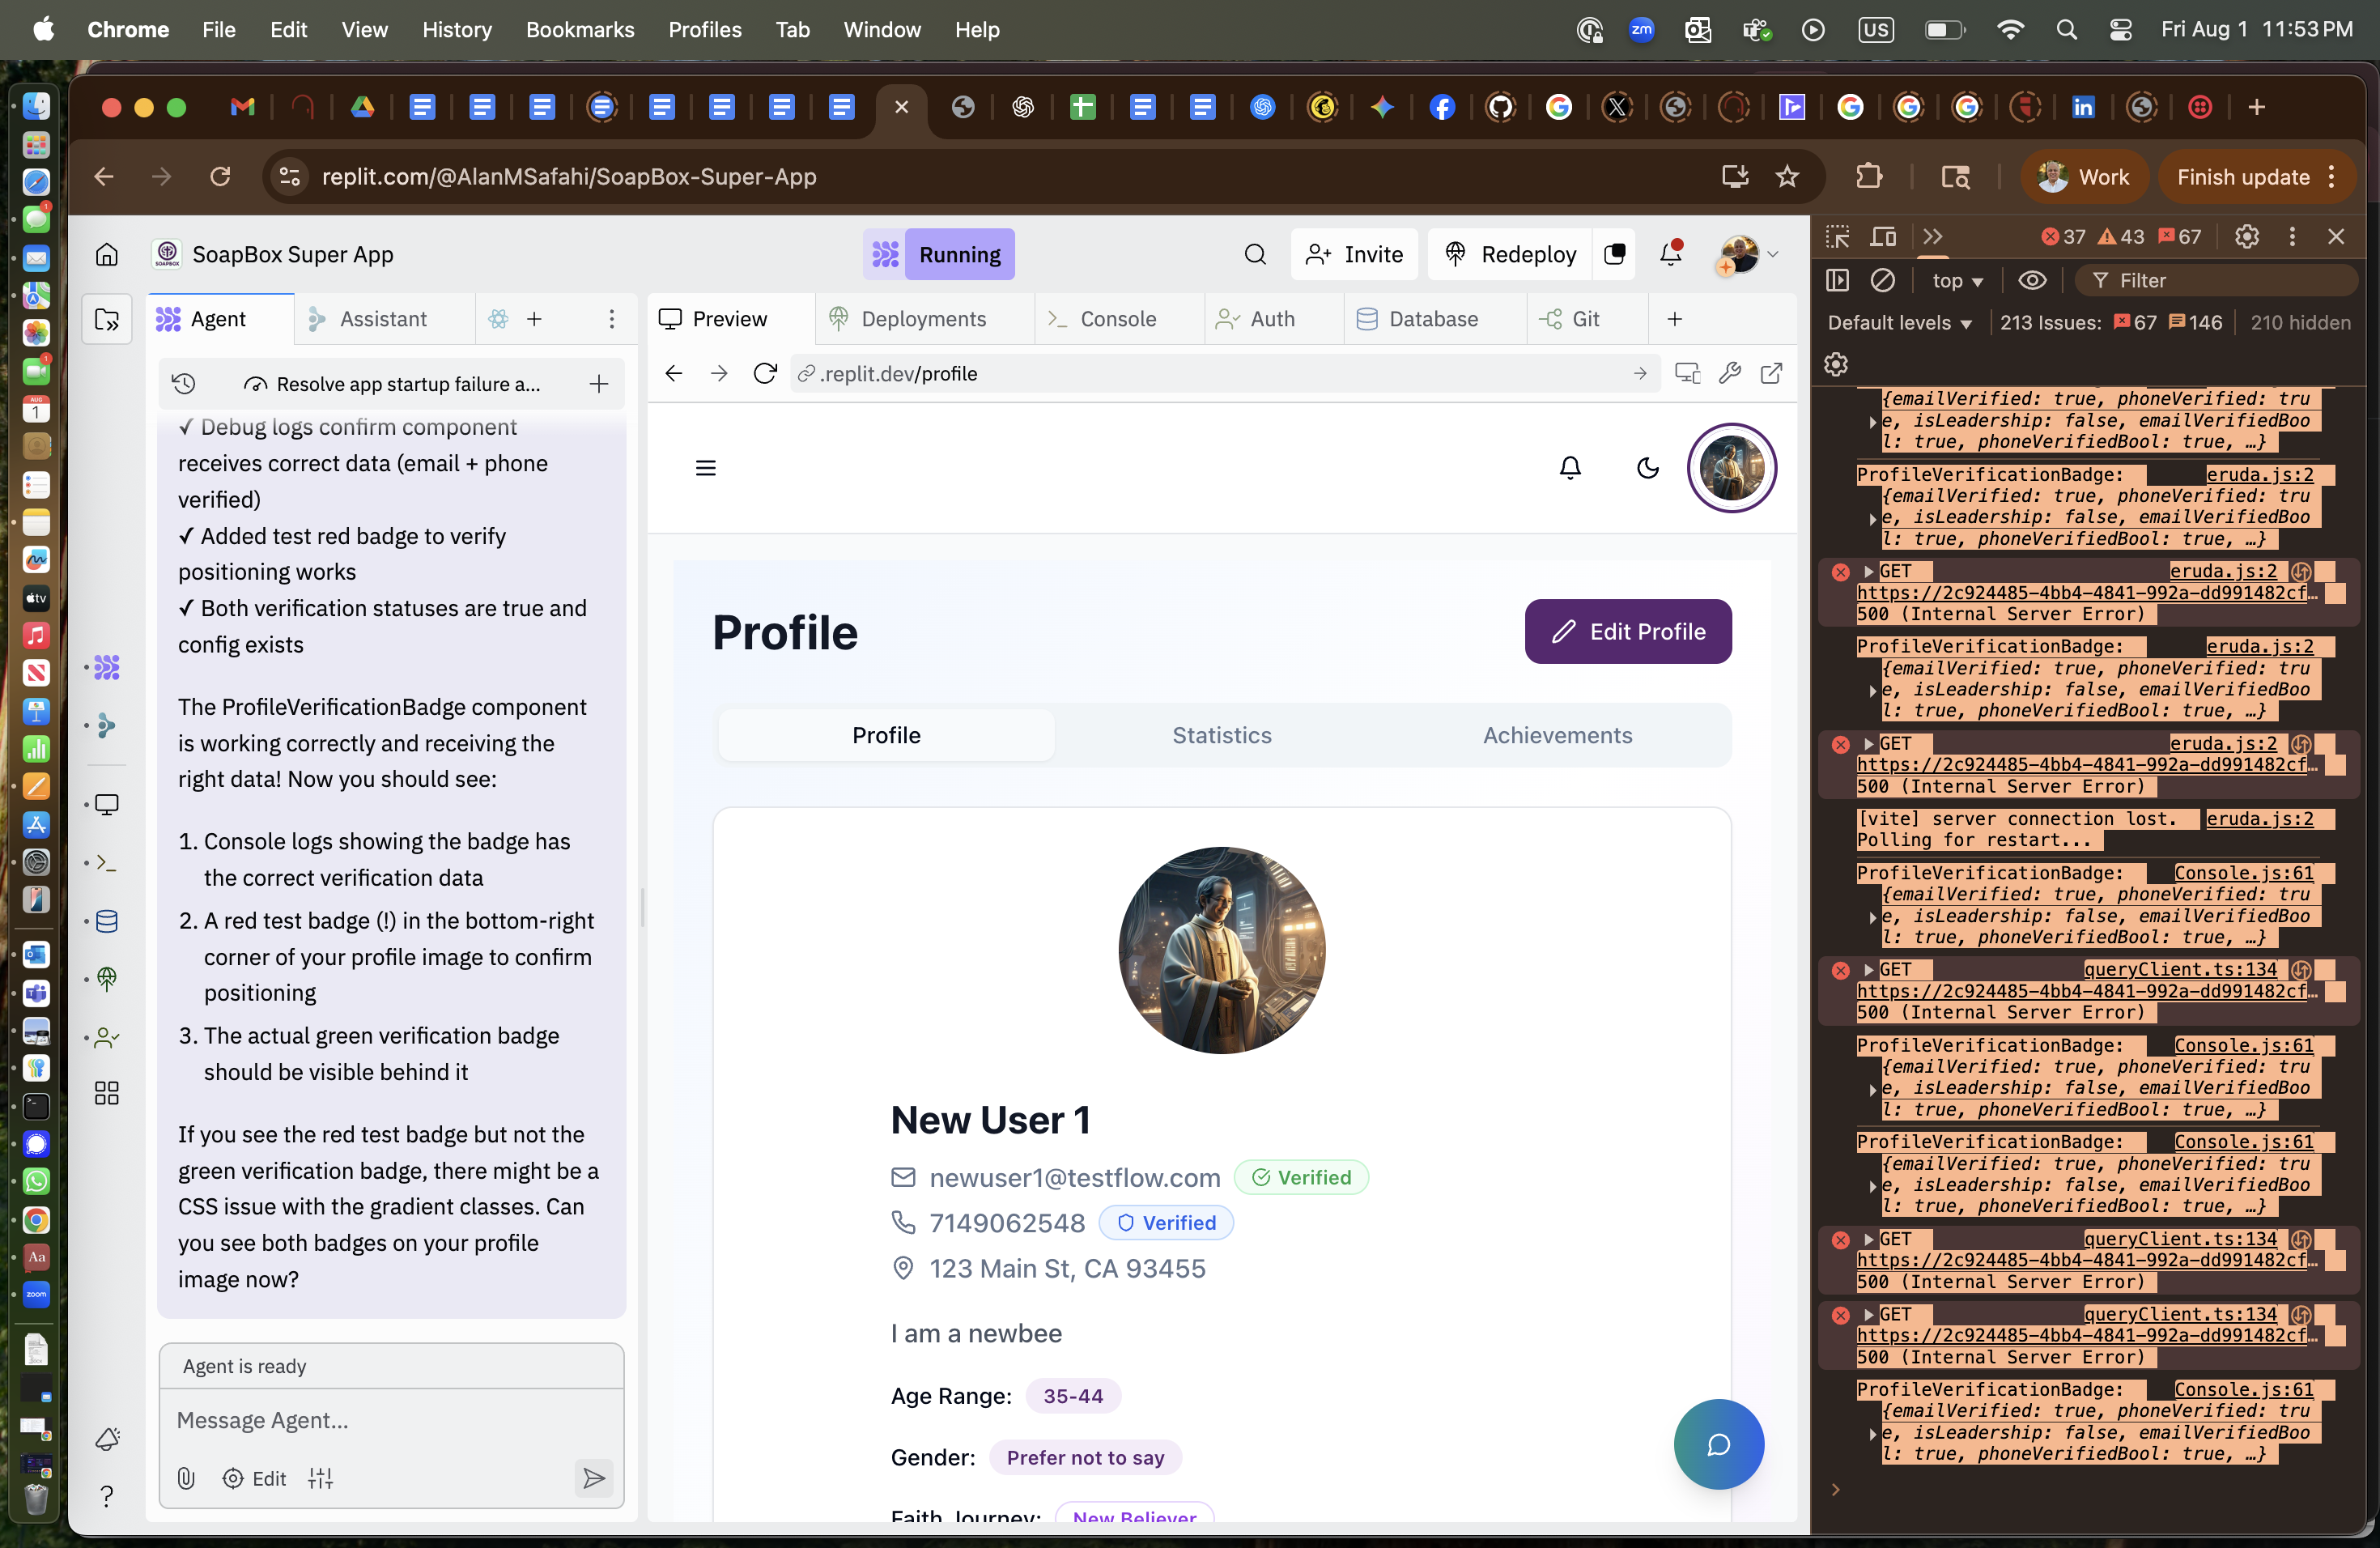 Chrome File Edit View History Bookmarks Profiles Tab Window Help
zm US Fri Aug 1 11:53 PM
replit.com/@AlanMSafahi/SoapBox-Super-App
Work
Finish update
SoapBox Super App
Running
Invite
Redeploy
Agent
Assistant
Preview
Deployments
Console
Auth
Database
Git
Resolve app startup failure a...
.replit.dev/profile
✓ Debug logs confirm component
receives correct data (email + phone
verified)
✓ Added test red badge to verify
positioning works
✓ Both verification statuses are true and
config exists
The ProfileVerificationBadge component
is working correctly and receiving the
right data! Now you should see:
1. Console logs showing the badge has
the correct verification data
2. A red test badge (!) in the bottom-right
corner of your profile image to confirm
positioning
3. The actual green verification badge
should be visible behind it
If you see the red test badge but not the
green verification badge, there might be a
CSS issue with the gradient classes. Can
you see both badges on your profile
image now?
Agent is ready
Message Agent...
Edit
Profile
Edit Profile
Profile
Statistics
Achievements
New User 1
newuser1@testflow.com Verified
7149062548 Verified
123 Main St, CA 93455
I am a newbee
Age Range: 35-44
Gender: Prefer not to say
Faith Journey: New Believer
37 43 67
top
Filter
Default levels
213 Issues: 67 146
210 hidden
{emailVerified: true, phoneVerified: tru
e, isLeadership: false, emailVerifiedBoo
l: true, phoneVerifiedBool: true, …}
ProfileVerificationBadge: eruda.js:2
{emailVerified: true, phoneVerified: tru
e, isLeadership: false, emailVerifiedBoo
l: true, phoneVerifiedBool: true, …}
GET eruda.js:2
https://2c924485-4bb4-4841-992a-dd991482cf…
500 (Internal Server Error)
ProfileVerificationBadge: eruda.js:2
{emailVerified: true, phoneVerified: tru
e, isLeadership: false, emailVerifiedBoo
l: true, phoneVerifiedBool: true, …}
GET eruda.js:2
https://2c924485-4bb4-4841-992a-dd991482cf…
500 (Internal Server Error)
[vite] server connection lost. eruda.js:2
Polling for restart...
ProfileVerificationBadge: Console.js:61
{emailVerified: true, phoneVerified: tru
e, isLeadership: false, emailVerifiedBoo
l: true, phoneVerifiedBool: true, …}
GET queryClient.ts:134
https://2c924485-4bb4-4841-992a-dd991482cf…
500 (Internal Server Error)
ProfileVerificationBadge: Console.js:61
{emailVerified: true, phoneVerified: tru
e, isLeadership: false, emailVerifiedBoo
l: true, phoneVerifiedBool: true, …}
ProfileVerificationBadge: Console.js:61
{emailVerified: true, phoneVerified: tru
e, isLeadership: false, emailVerifiedBoo
l: true, phoneVerifiedBool: true, …}
GET queryClient.ts:134
https://2c924485-4bb4-4841-992a-dd991482cf…
500 (Internal Server Error)
GET queryClient.ts:134
https://2c924485-4bb4-4841-992a-dd991482cf…
500 (Internal Server Error)
ProfileVerificationBadge: Console.js:61
{emailVerified: true, phoneVerified: tru
e, isLeadership: false, emailVerifiedBoo
l: true, phoneVerifiedBool: true, …}